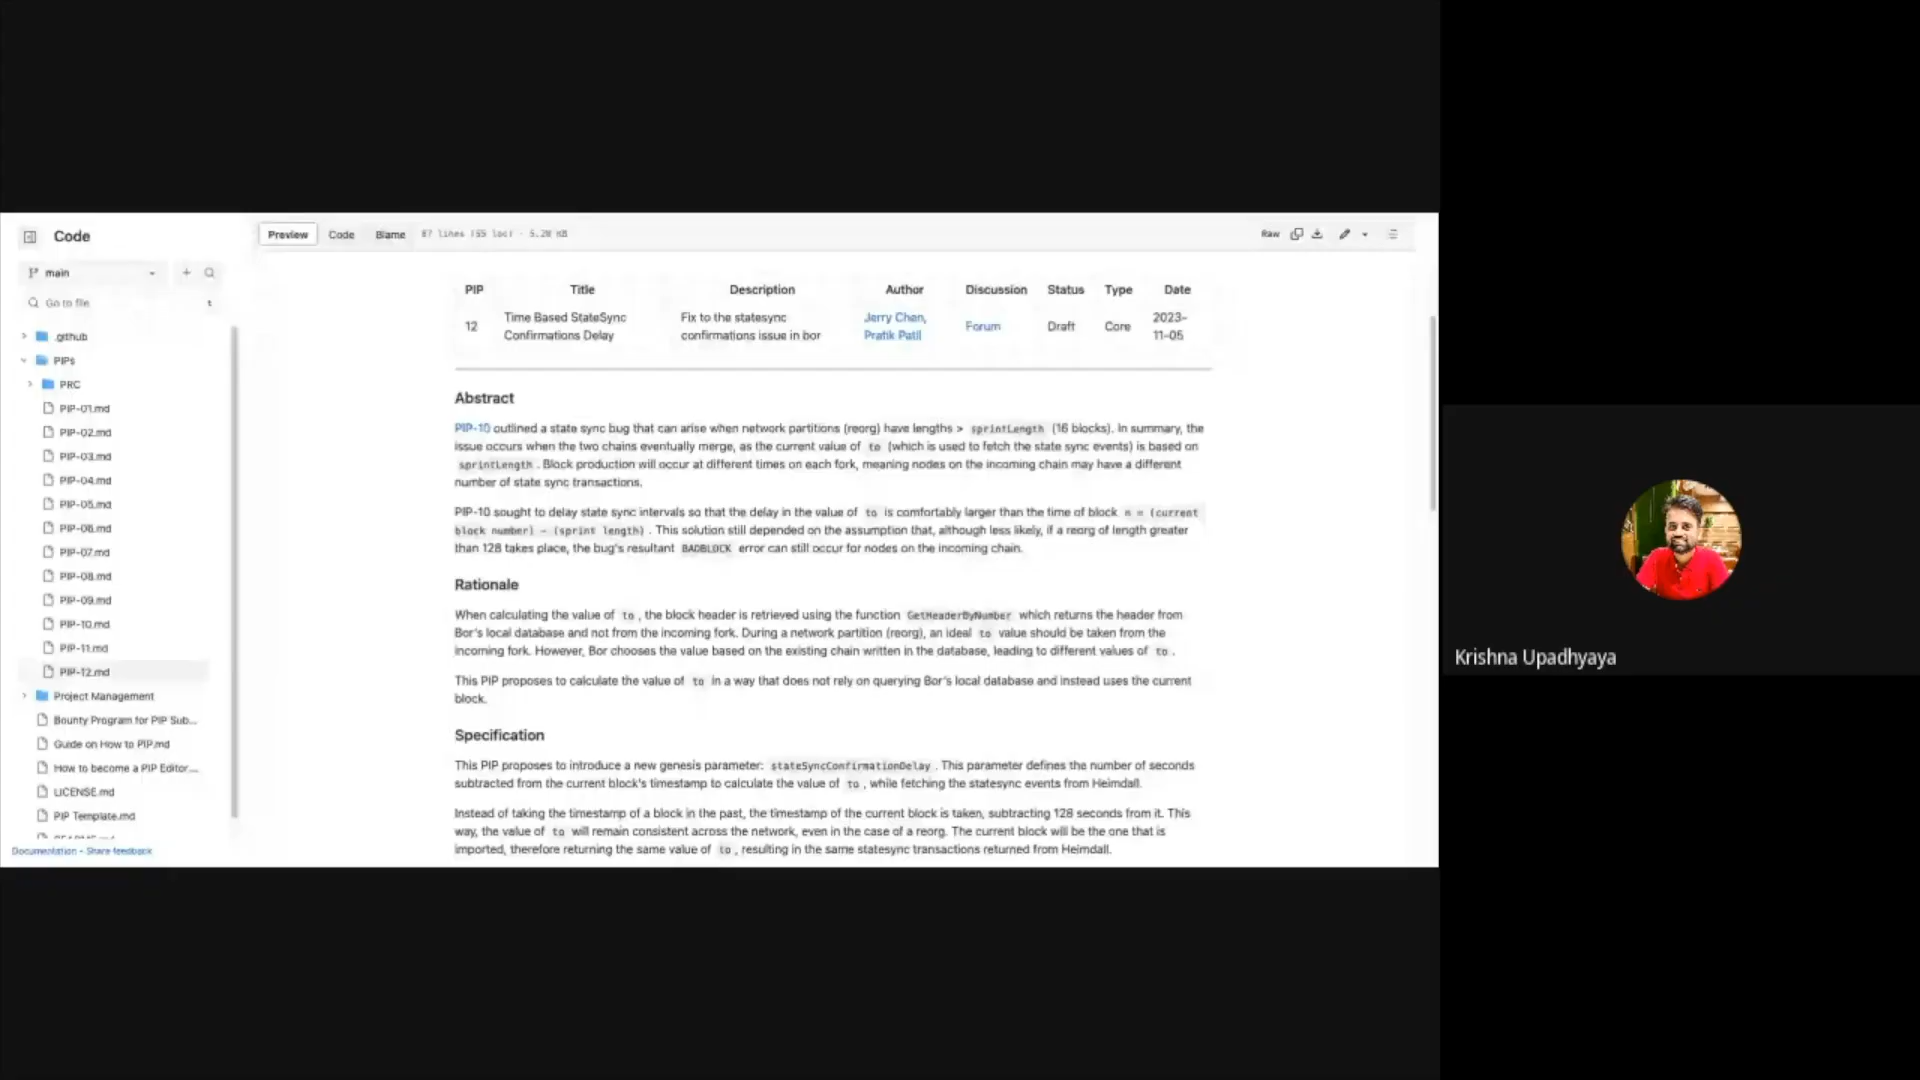 Code
main
Go to file
t
.github
PIPs
PRC
PIP-01.md
PIP-02.md
PIP-03.md
PIP-04.md
PIP-05.md
PIP-06.md
PIP-07.md
PIP-08.md
PIP-09.md
PIP-10.md
PIP-11.md
PIP-12.md
Project Management
Bounty Program for PIP Sub...
Guide on How to PIP.md
How to become a PIP Editor....
LICENSE.md
PIP Template.md
Documentation • Share feedback
Preview Code Blame 87 lines (55 loc) · 5.28 KB
Raw
PIP Title Description Author Discussion Status Type Date
12 Time Based StateSync Confirmations Delay Fix to the statesync confirmations issue in bor Jerry Chen, Pratik Patil Forum Draft Core 2023-11-05
Abstract
PIP-10 outlined a state sync bug that can arise when network partitions (reorg) have lengths > sprintLength (16 blocks). In summary, the
issue occurs when the two chains eventually merge, as the current value of to (which is used to fetch the state sync events) is based on
sprintLength . Block production will occur at different times on each fork, meaning nodes on the incoming chain may have a different
number of state sync transactions.
PIP-10 sought to delay state sync intervals so that the delay in the value of to is comfortably larger than the time of block n = (current
block number) - (sprint length) . This solution still depended on the assumption that, although less likely, if a reorg of length greater
than 128 takes place, the bug's resultant BADBLOCK error can still occur for nodes on the incoming chain.
Rationale
When calculating the value of to , the block header is retrieved using the function GetHeaderByNumber which returns the header from
Bor's local database and not from the incoming fork. During a network partition (reorg), an ideal to value should be taken from the
incoming fork. However, Bor chooses the value based on the existing chain written in the database, leading to different values of to .
This PIP proposes to calculate the value of to in a way that does not rely on querying Bor's local database and instead uses the current
block.
Specification
This PIP proposes to introduce a new genesis parameter: stateSyncConfirmationDelay . This parameter defines the number of seconds
subtracted from the current block's timestamp to calculate the value of to , while fetching the statesync events from Heimdall.
Instead of taking the timestamp of a block in the past, the timestamp of the current block is taken, subtracting 128 seconds from it. This
way, the value of to will remain consistent across the network, even in the case of a reorg. The current block will be the one that is
imported, therefore returning the same value of to , resulting in the same statesync transactions returned from Heimdall.
Krishna Upadhyaya